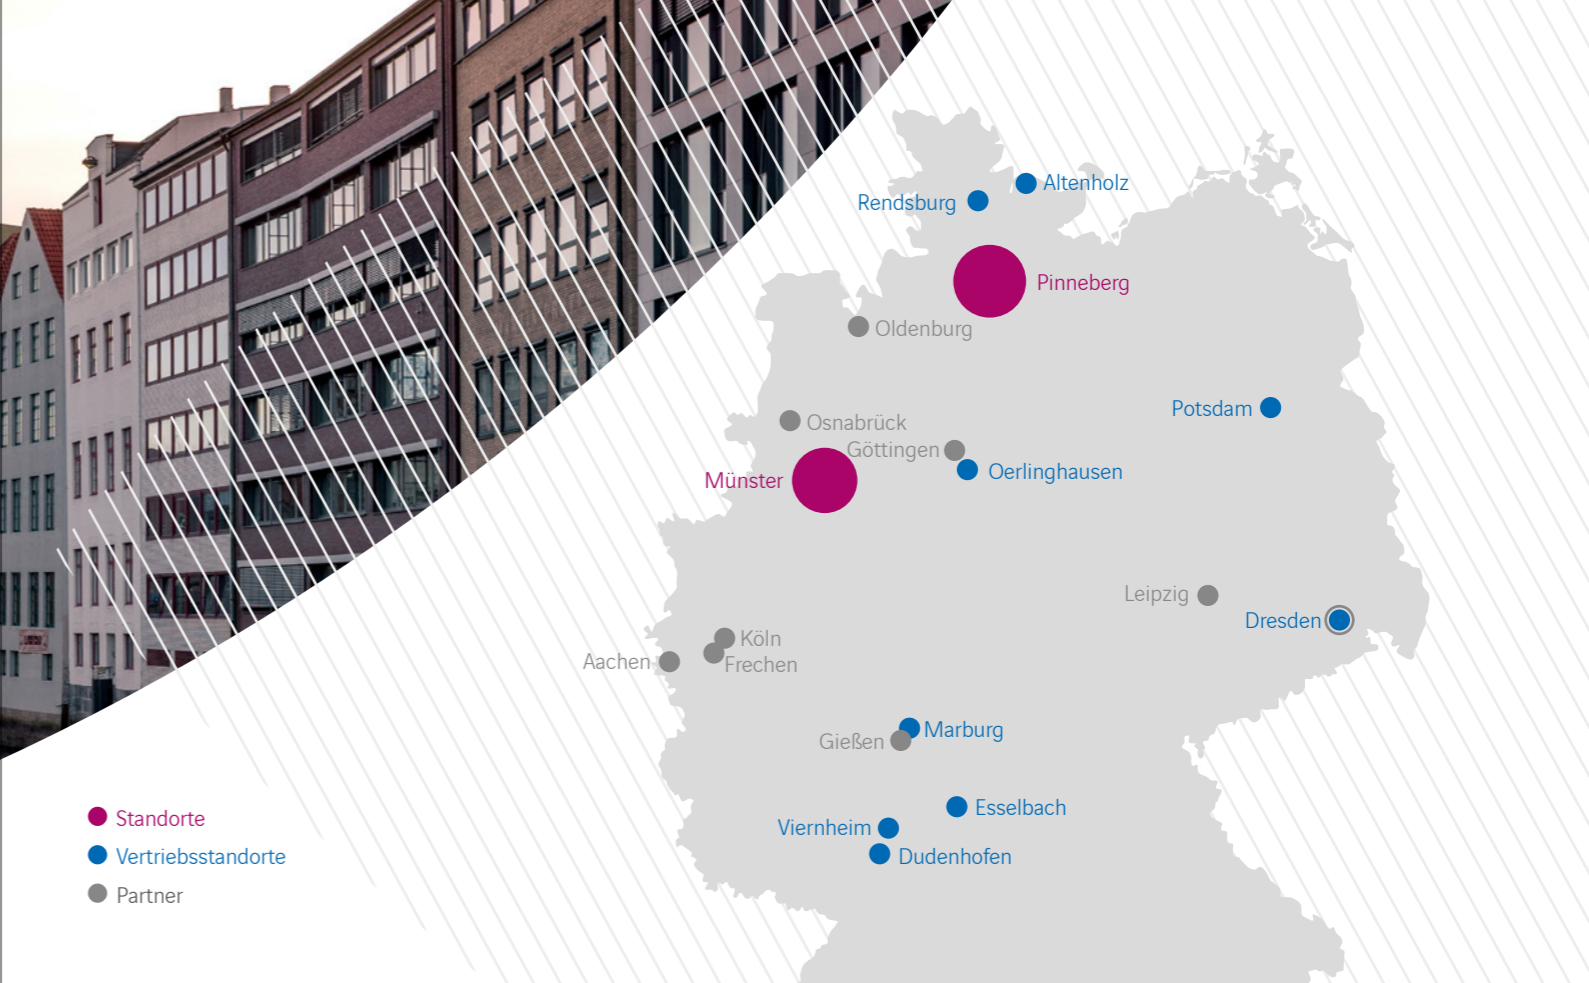 Altenholz
Rendsburg
Pinneberg
Oldenburg
Potsdam
Osnabrück
Göttingen
Oerlinghausen
Münster
Leipzig
Dresden
Köln
Aachen
Frechen
Marburg
Gießen
Esselbach
Viernheim
Dudenhofen
Standorte
Vertriebsstandorte
Partner